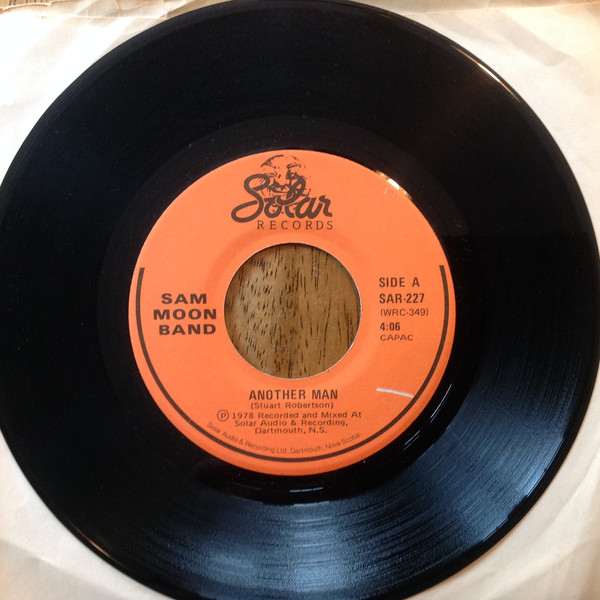 Solar
RECORDS
SAM
MOON
BAND
SIDE A
SAR-227
(WRC-349)
4:06
CAPAC
ANOTHER MAN
(Stuart Robertson)
Ⓟ 1978 Recorded and Mixed At
Solar Audio & Recording,
Dartmouth, N.S.
Solar Audio & Recording Ltd., Dartmouth, Nova Scotia